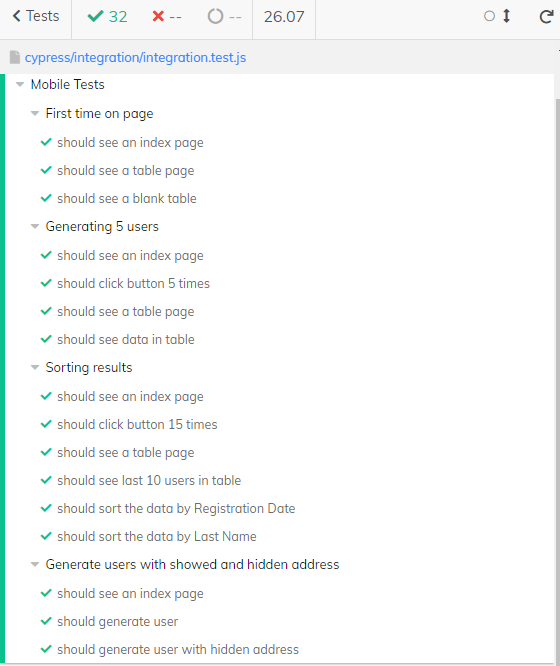 Tests 32 -- -- 26.07
cypress/integration/integration.test.js
Mobile Tests
First time on page
should see an index page
should see a table page
should see a blank table
Generating 5 users
should see an index page
should click button 5 times
should see a table page
should see data in table
Sorting results
should see an index page
should click button 15 times
should see a table page
should see last 10 users in table
should sort the data by Registration Date
should sort the data by Last Name
Generate users with showed and hidden address
should see an index page
should generate user
should generate user with hidden address